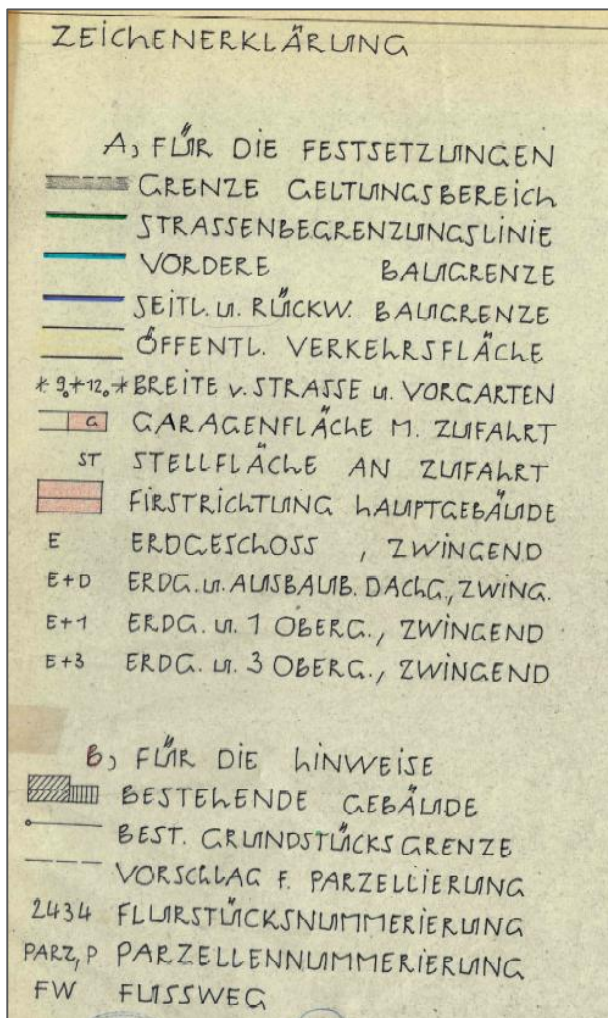 ZEICHENERKLÄRUNG
A) FÜR DIE FESTSETZUNGEN
GRENZE GELTUNGSBEREICH
STRASSENBEGRENZUNGSLINIE
VORDERE BAUGRENZE
SEITL. U. RÜCKW. BAUGRENZE
ÖFFENTL. VERKEHRSFLÄCHE
* 9,0 * 12,0 * BREITE V. STRASSE U. VORGARTEN
G GARAGENFLÄCHE M. ZUFAHRT
ST STELLFLÄCHE AN ZUFAHRT
FIRSTRICHTUNG HAUPTGEBÄUDE
E ERDGESCHOSS , ZWINGEND
E+D ERDG. U. AUSBAUB. DACHG., ZWING.
E+1 ERDG. U. 1 OBERG., ZWINGEND
E+3 ERDG. U. 3 OBERG., ZWINGEND
B) FÜR DIE HINWEISE
BESTEHENDE GEBÄUDE
BEST. GRUNDSTÜCKSGRENZE
VORSCHLAG F. PARZELLIERUNG
2434 FLURSTÜCKSNUMMERIERUNG
PARZ, P PARZELLENNUMMERIERUNG
FW FUSSWEG